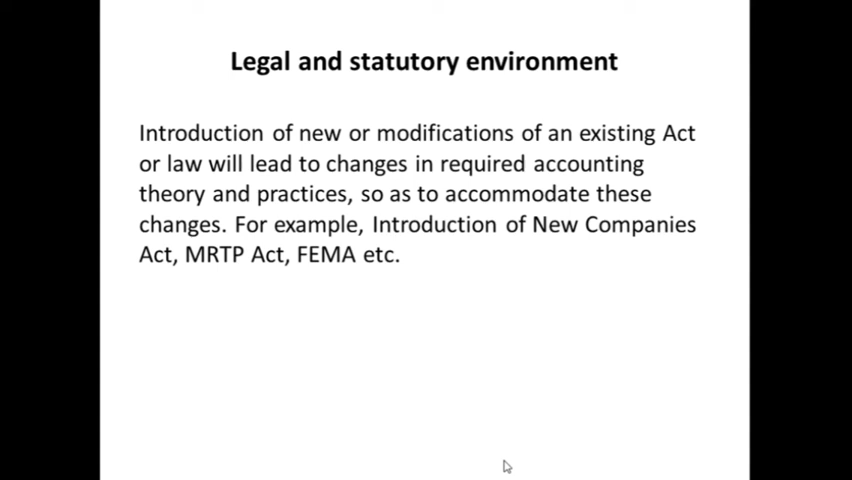 Legal and statutory environment
Introduction of new or modifications of an existing Act
or law will lead to changes in required accounting
theory and practices, so as to accommodate these
changes. For example, Introduction of New Companies
Act, MRTP Act, FEMA etc.